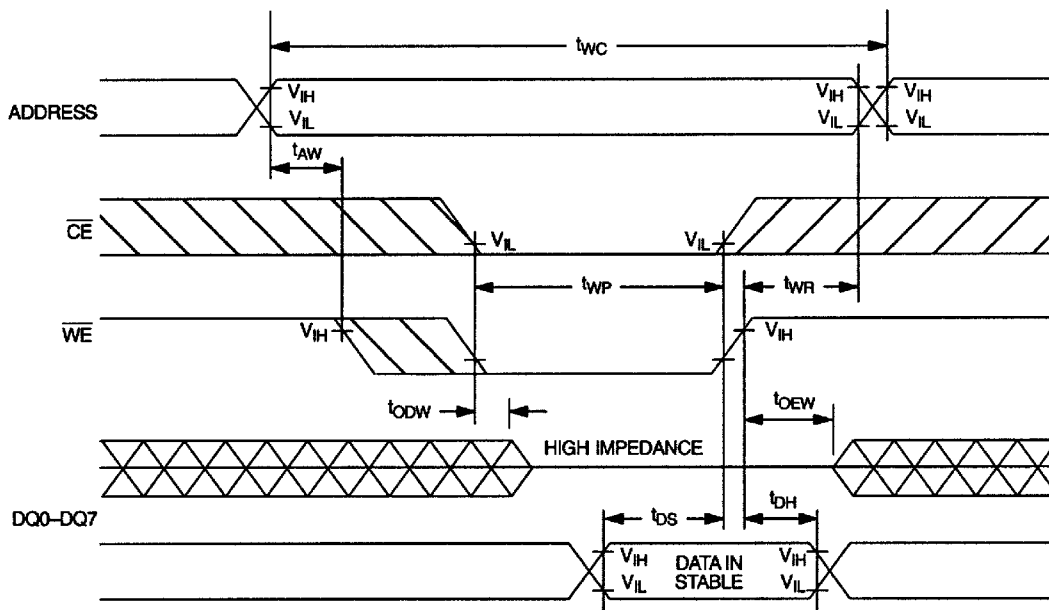 tWC
ADDRESS
VIH
VIL
VIH
VIL
VIH
VIL
tAW
CE
VIL
VIL
tWP
tWR
WE
VIH
VIH
tODW
tOEW
HIGH IMPEDANCE
DQ0–DQ7
tDS
tDH
VIH
VIL
DATA IN
STABLE
VIH
VIL